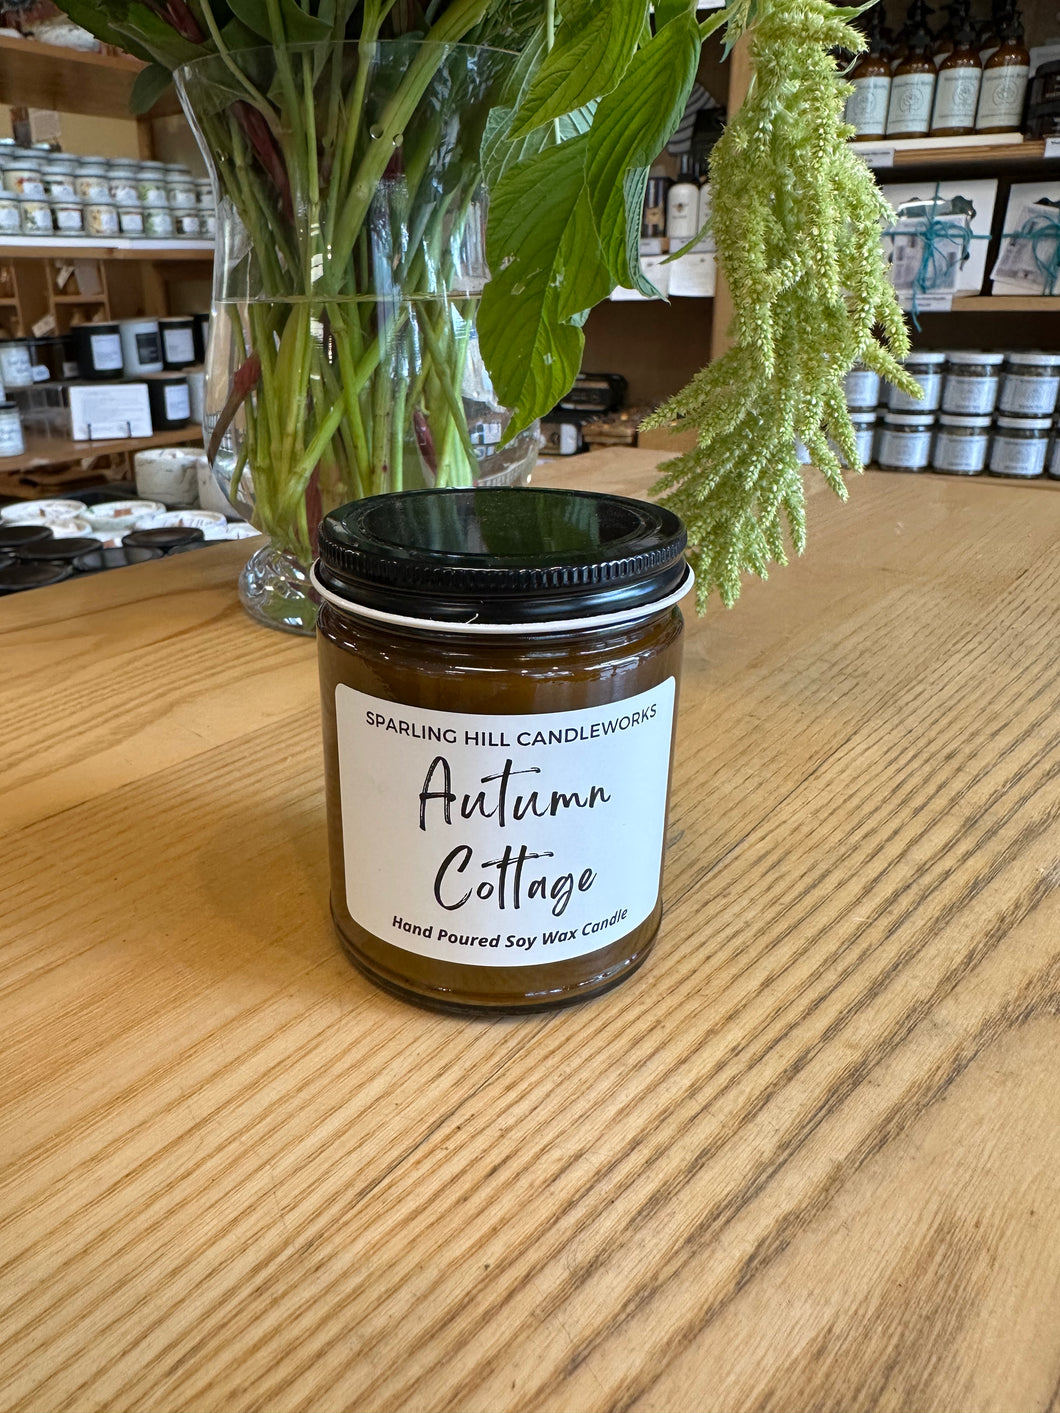 SPARLING HILL CANDLEWORKS
Autumn
Cottage
Hand Poured Soy Wax Candle